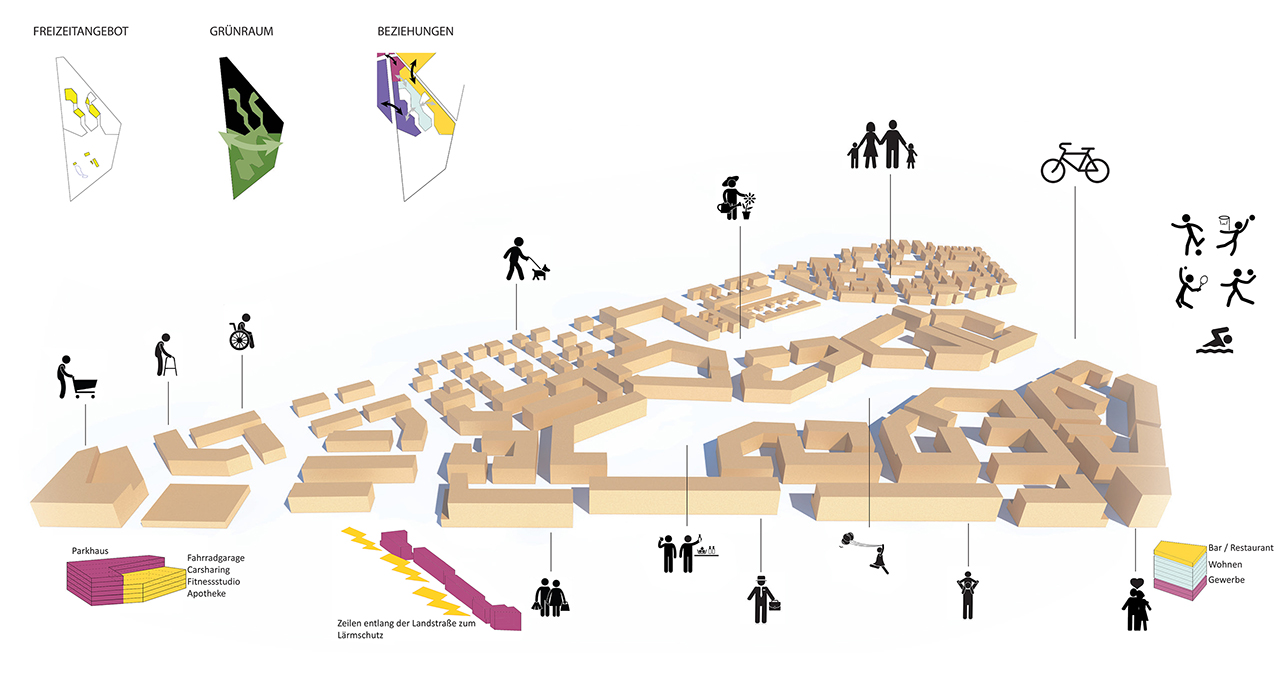 FREIZEITANGEBOT
GRÜNRAUM
BEZIEHUNGEN
Parkhaus
Fahrradgarage
Carsharing
Fitnessstudio
Apotheke
Zeilen entlang der Landstraße zum
Lärmschutz
Bar / Restaurant
Wohnen
Gewerbe